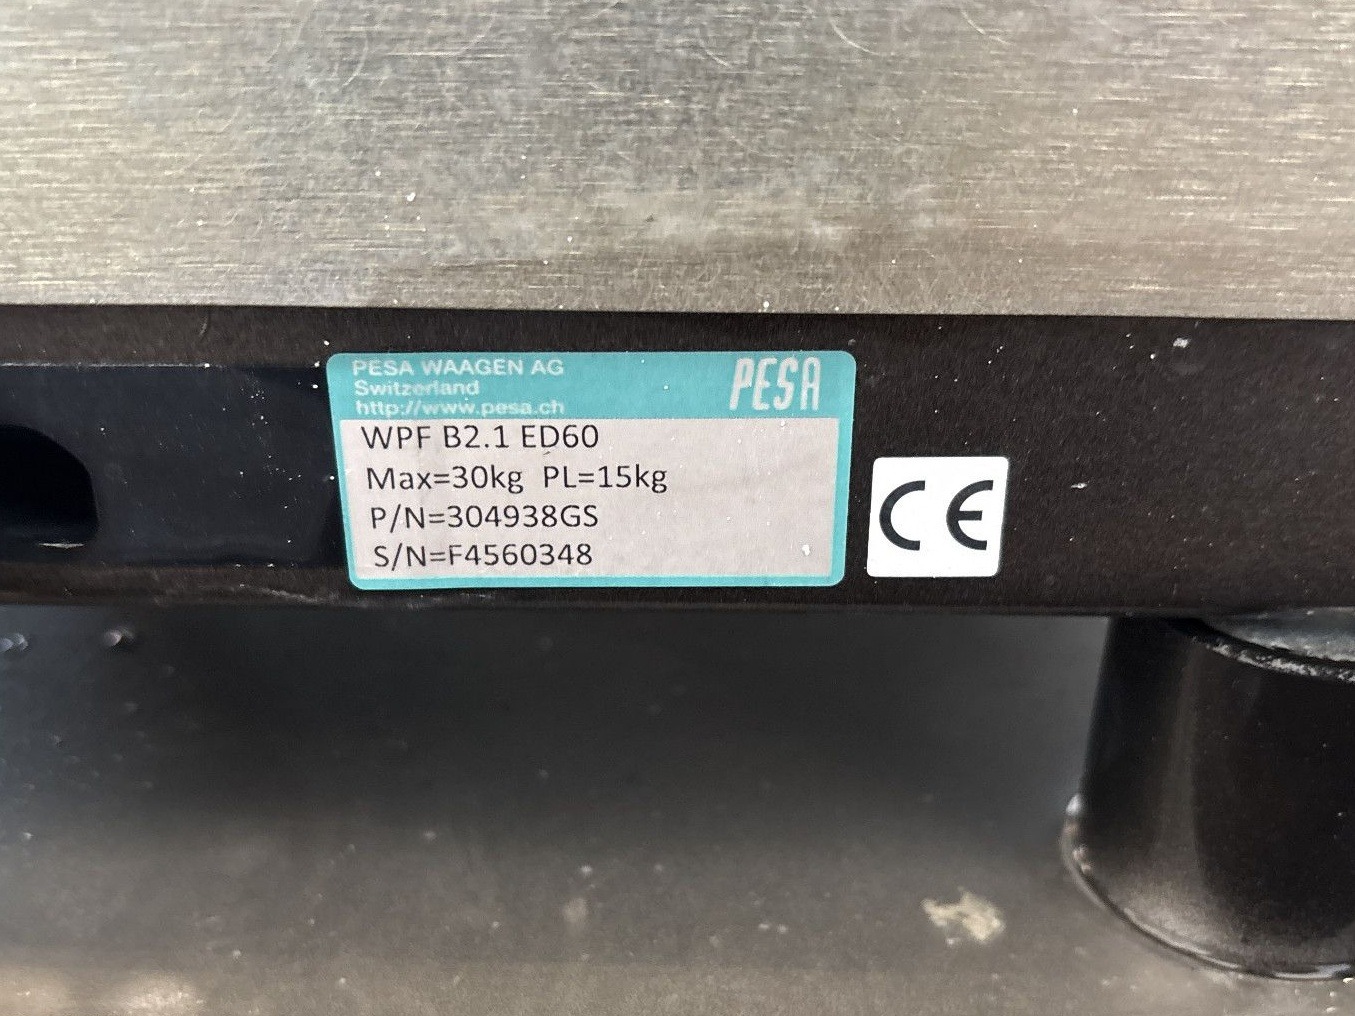 PESA WAAGEN AG
Switzerland
http://www.pesa.ch
PESA
WPF B2.1 ED60
Max=30kg PL=15kg
P/N=304938GS
S/N=F4560348
CE